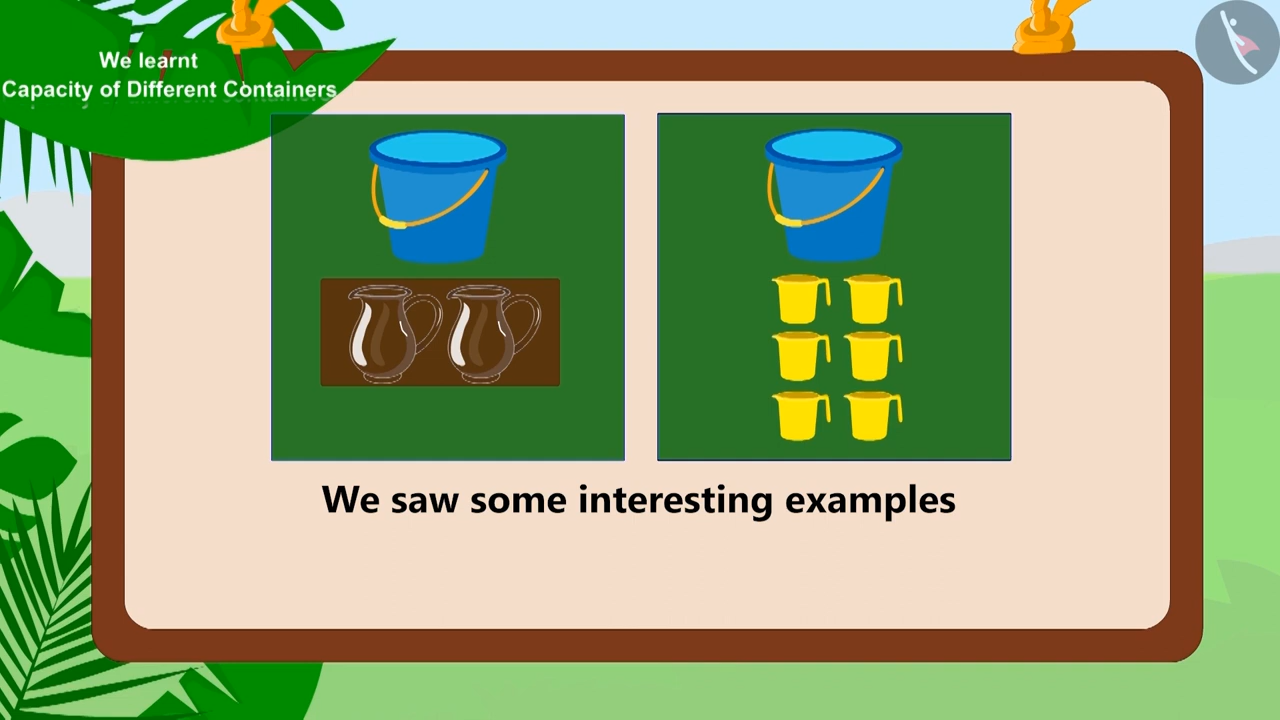 We learnt
Capacity of Different Containers
We saw some interesting examples